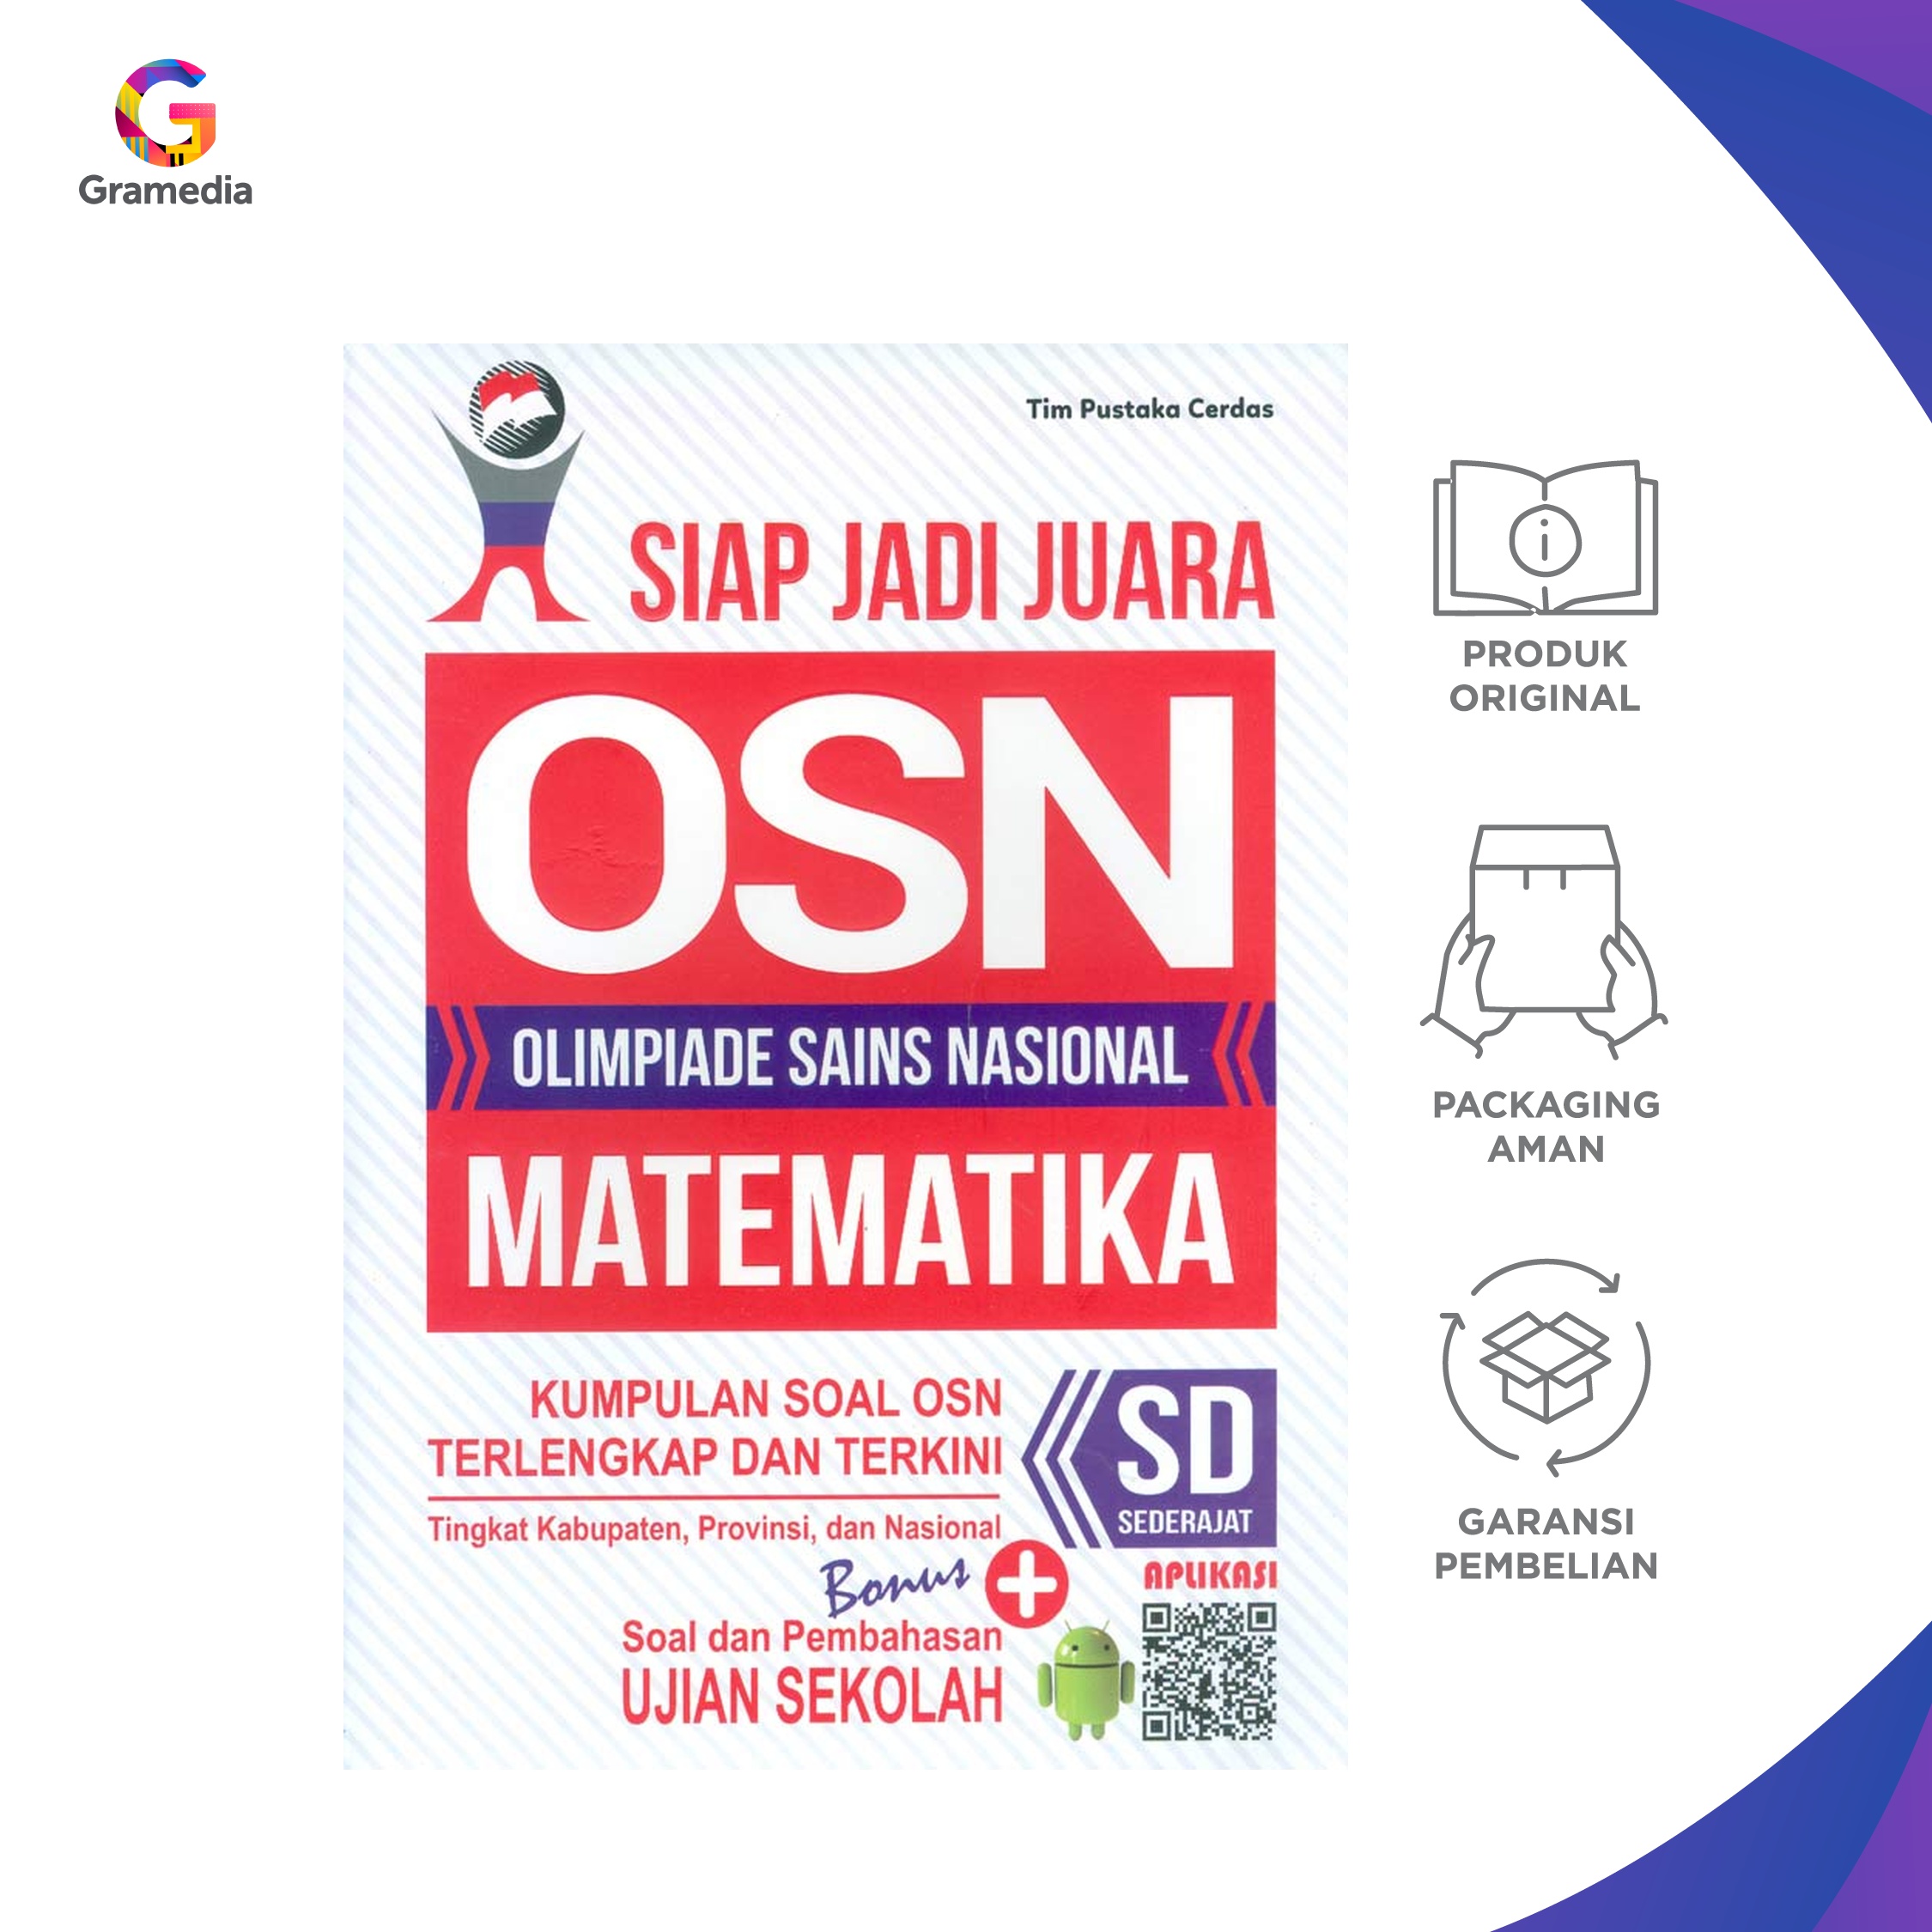 Gramedia
Tim Pustaka Cerdas
SIAP JADI JUARA
OSN
OLIMPIADE SAINS NASIONAL
MATEMATIKA
KUMPULAN SOAL OSN
TERLENGKAP DAN TERKINI
Tingkat Kabupaten, Provinsi, dan Nasional
SD
SEDERAJAT
Bonus
Soal dan Pembahasan
UJIAN SEKOLAH
APLIKASI
PRODUK
ORIGINAL
PACKAGING
AMAN
GARANSI
PEMBELIAN